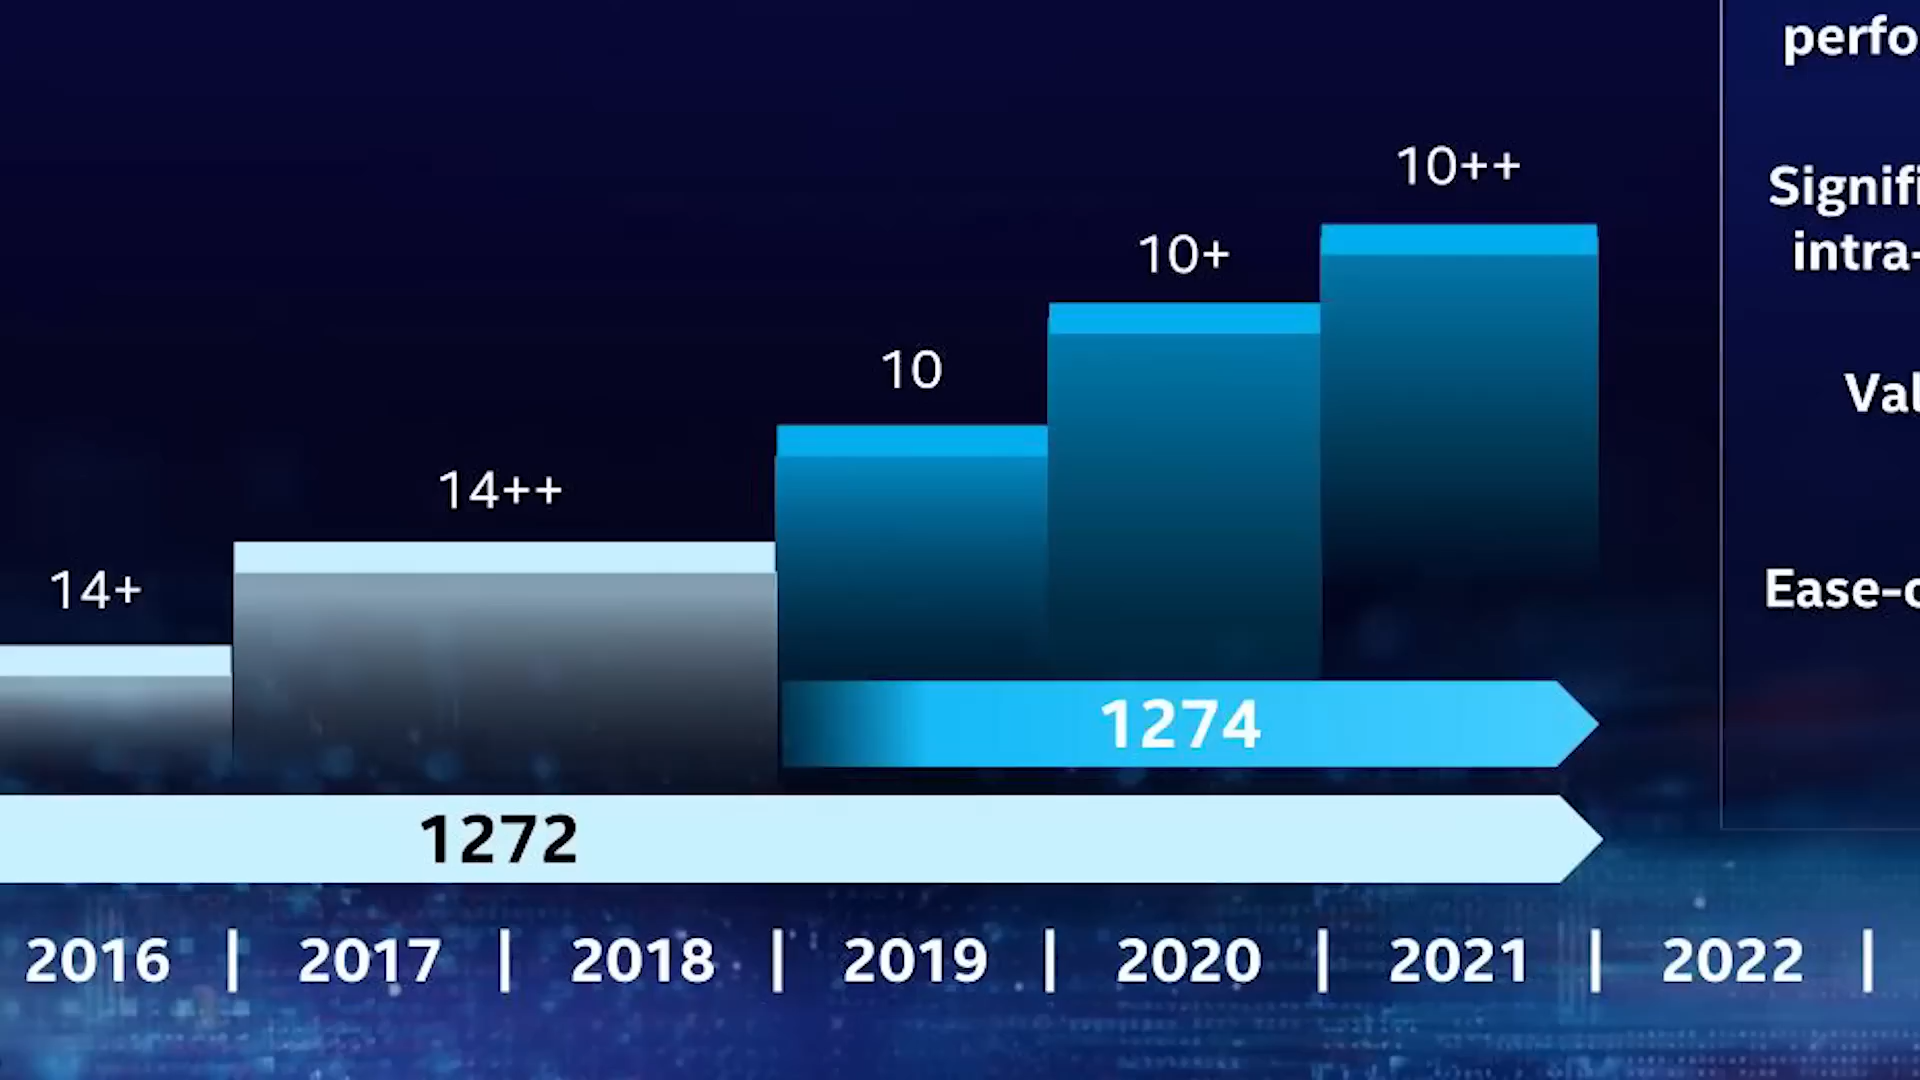 perfo
10++
Signifi
intra-
10+
10
Val
14++
14+
Ease-o
1274
1272
2016 | 2017 | 2018 | 2019 | 2020 | 2021 | 2022 |